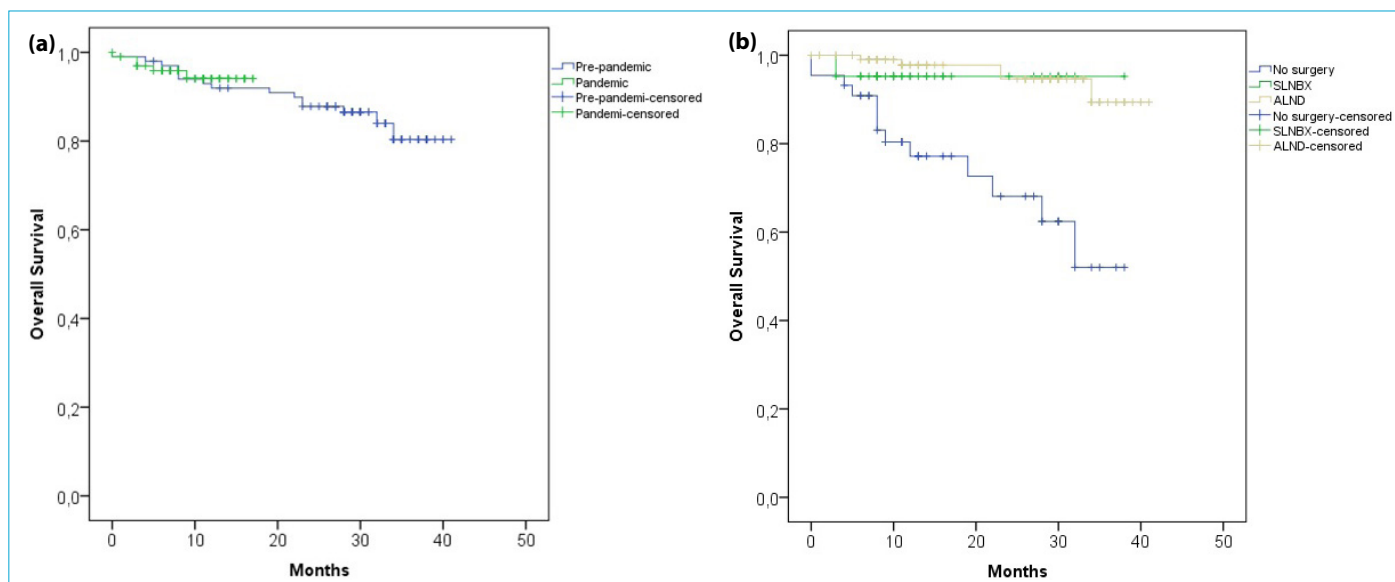 (a)
Overall Survival
1,0
0,8
0,6
0,4
0,2
0,0
0 10 20 30 40 50
Months
Pre-pandemic
Pandemic
Pre-pandemi-censored
Pandemi-censored
(b)
Overall Survival
1,0
0,8
0,6
0,4
0,2
0,0
0 10 20 30 40 50
Months
No surgery
SLNBX
ALND
No surgery-censored
SLNBX-censored
ALND-censored